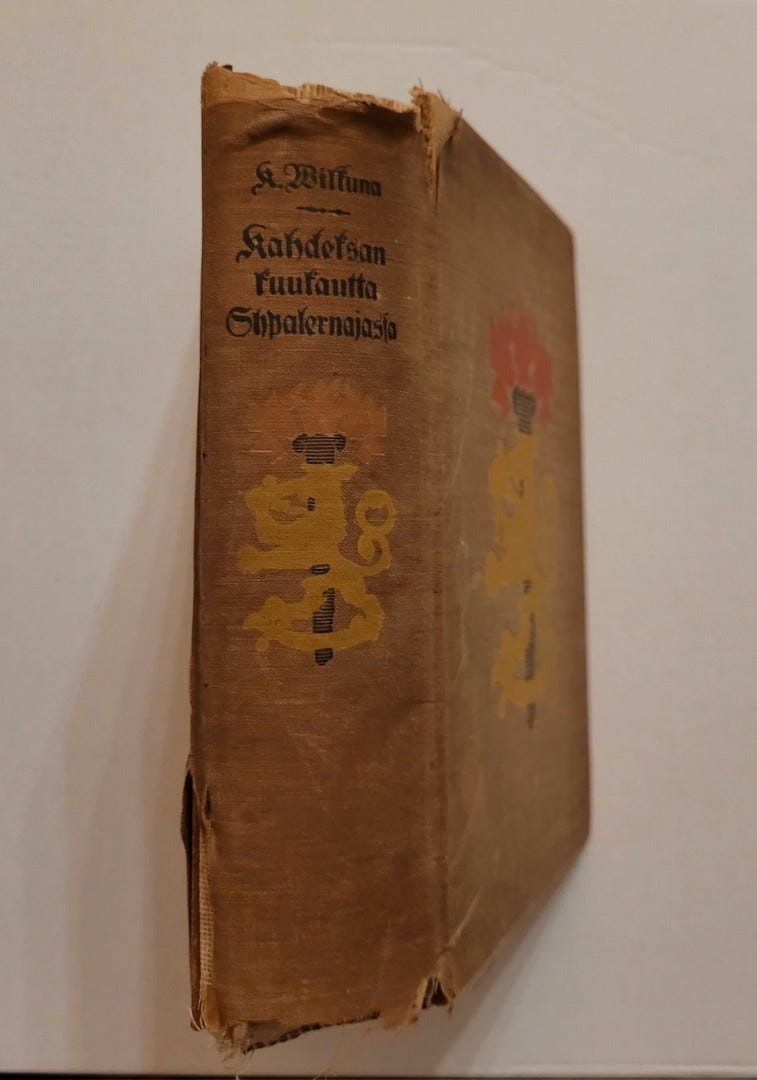 K. Wilkuna
Kahdeksan
kuukautta
Shpalernajassa